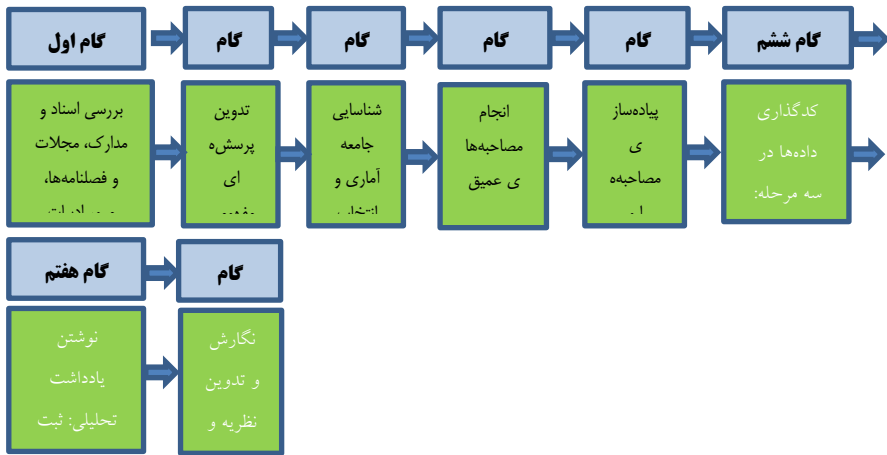 گام اول
گام
گام
گام
گام
گام ششم
بررسی اسناد و
مدارک، مجلات
و فصلنامه‌ها،
تدوین
پرسش‌ه
ای
شناسایی
جامعه
آماری و
انتخاب
انجام
مصاحبه‌ها
ی عمیق
پیاده‌ساز
ی
مصاحبه‌ه
کدگذاری
داده‌ها در
سه مرحله:
گام هفتم
گام
نوشتن
یادداشت
تحلیلی: ثبت
نگارش
و تدوین
نظریه و